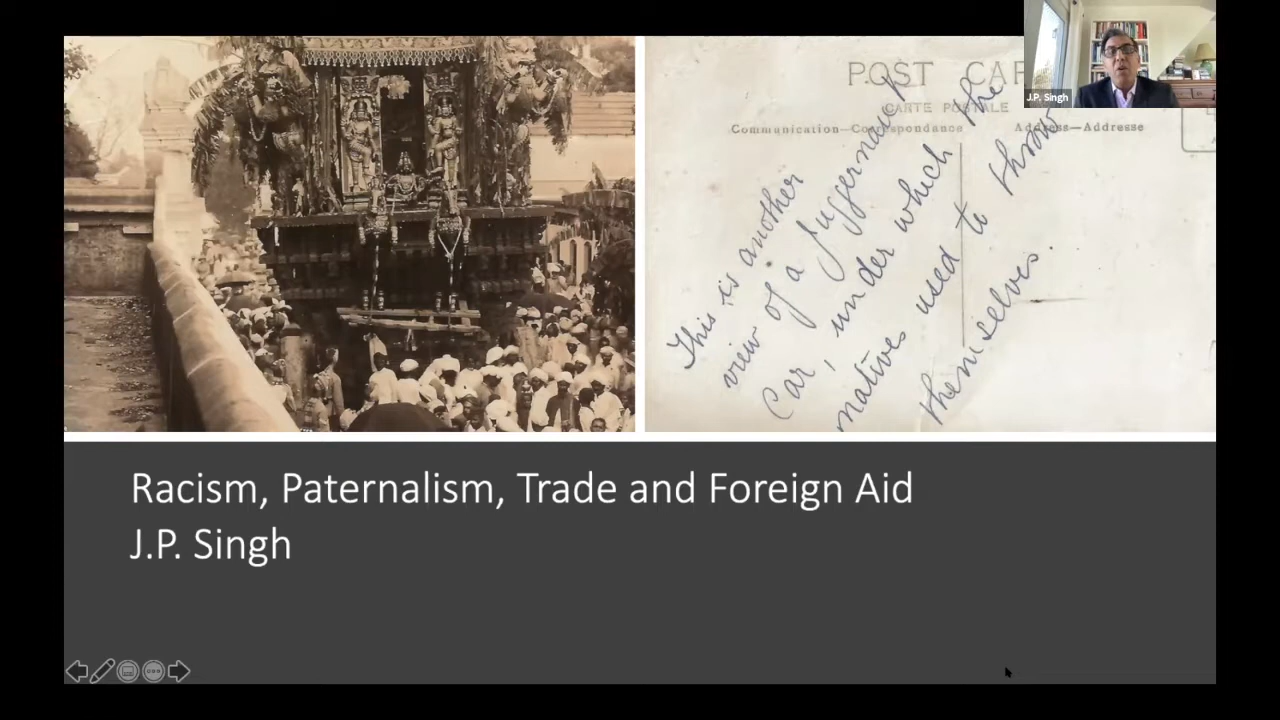 POST CAR
CARTE POSTALE
Communication—Correspondance
Address—Addresse
This is another
view of a Juggernauth
Car, under which the
natives used to throw
themselves
J.P. Singh
Racism, Paternalism, Trade and Foreign Aid
J.P. Singh